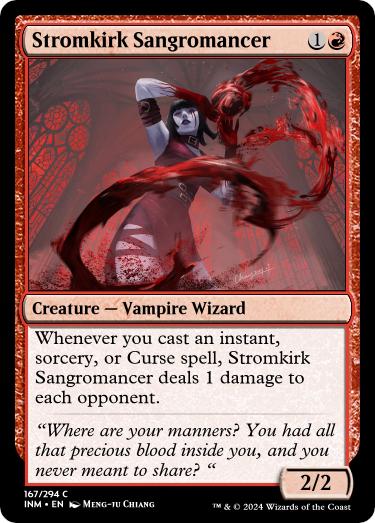 Stromkirk Sangromancer 1
Creature — Vampire Wizard
Whenever you cast an instant,
sorcery, or Curse spell, Stromkirk
Sangromancer deals 1 damage to
each opponent.
“Where are your manners? You had all
that precious blood inside you, and you
never meant to share? “
2/2
167/294 C
INM • EN Meng-ju Chiang
™ & © 2024 Wizards of the Coast